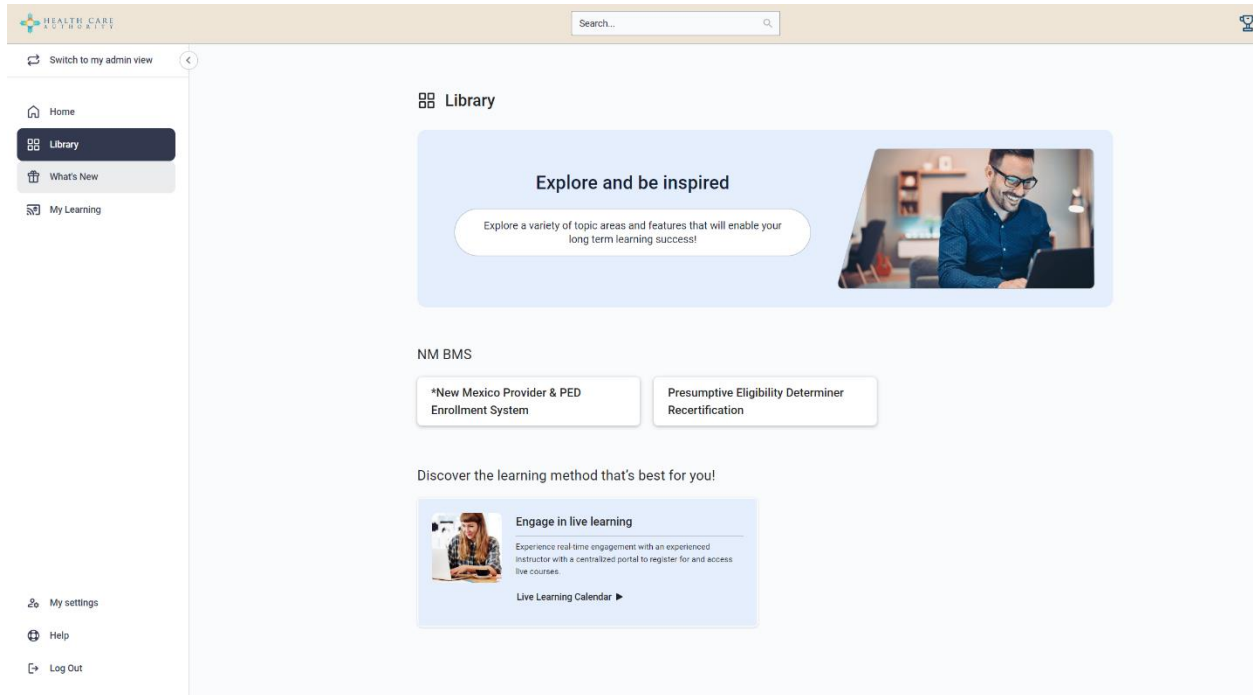 HEALTH CARE
AUTHORITY
Search...
Switch to my admin view
Home
Library
What's New
My Learning
My settings
Help
Log Out
Library
Explore and be inspired
Explore a variety of topic areas and features that will enable your
long term learning success!
NM BMS
*New Mexico Provider & PED
Enrollment System
Presumptive Eligibility Determiner
Recertification
Discover the learning method that's best for you!
Engage in live learning
Experience real-time engagement with an experienced
instructor with a centralized portal to register for and access
live courses.
Live Learning Calendar ▶